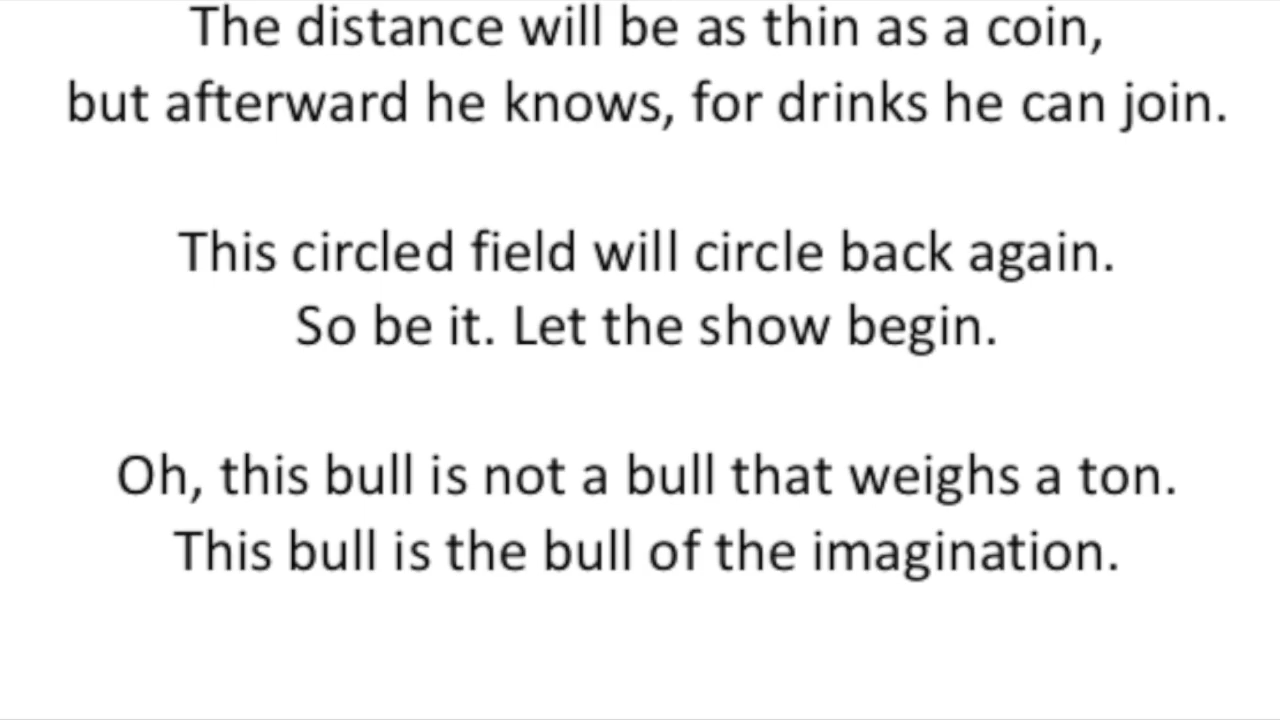 The distance will be as thin as a coin,
but afterward he knows, for drinks he can join.
This circled field will circle back again.
So be it. Let the show begin.
Oh, this bull is not a bull that weighs a ton.
This bull is the bull of the imagination.